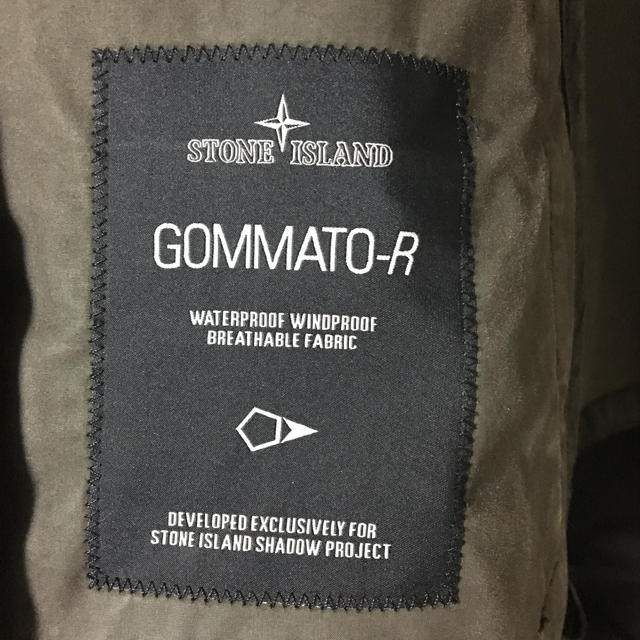 STONE ISLAND
GOMMATO-R
WATERPROOF WINDPROOF
BREATHABLE FABRIC
DEVELOPED EXCLUSIVELY FOR
STONE ISLAND SHADOW PROJECT